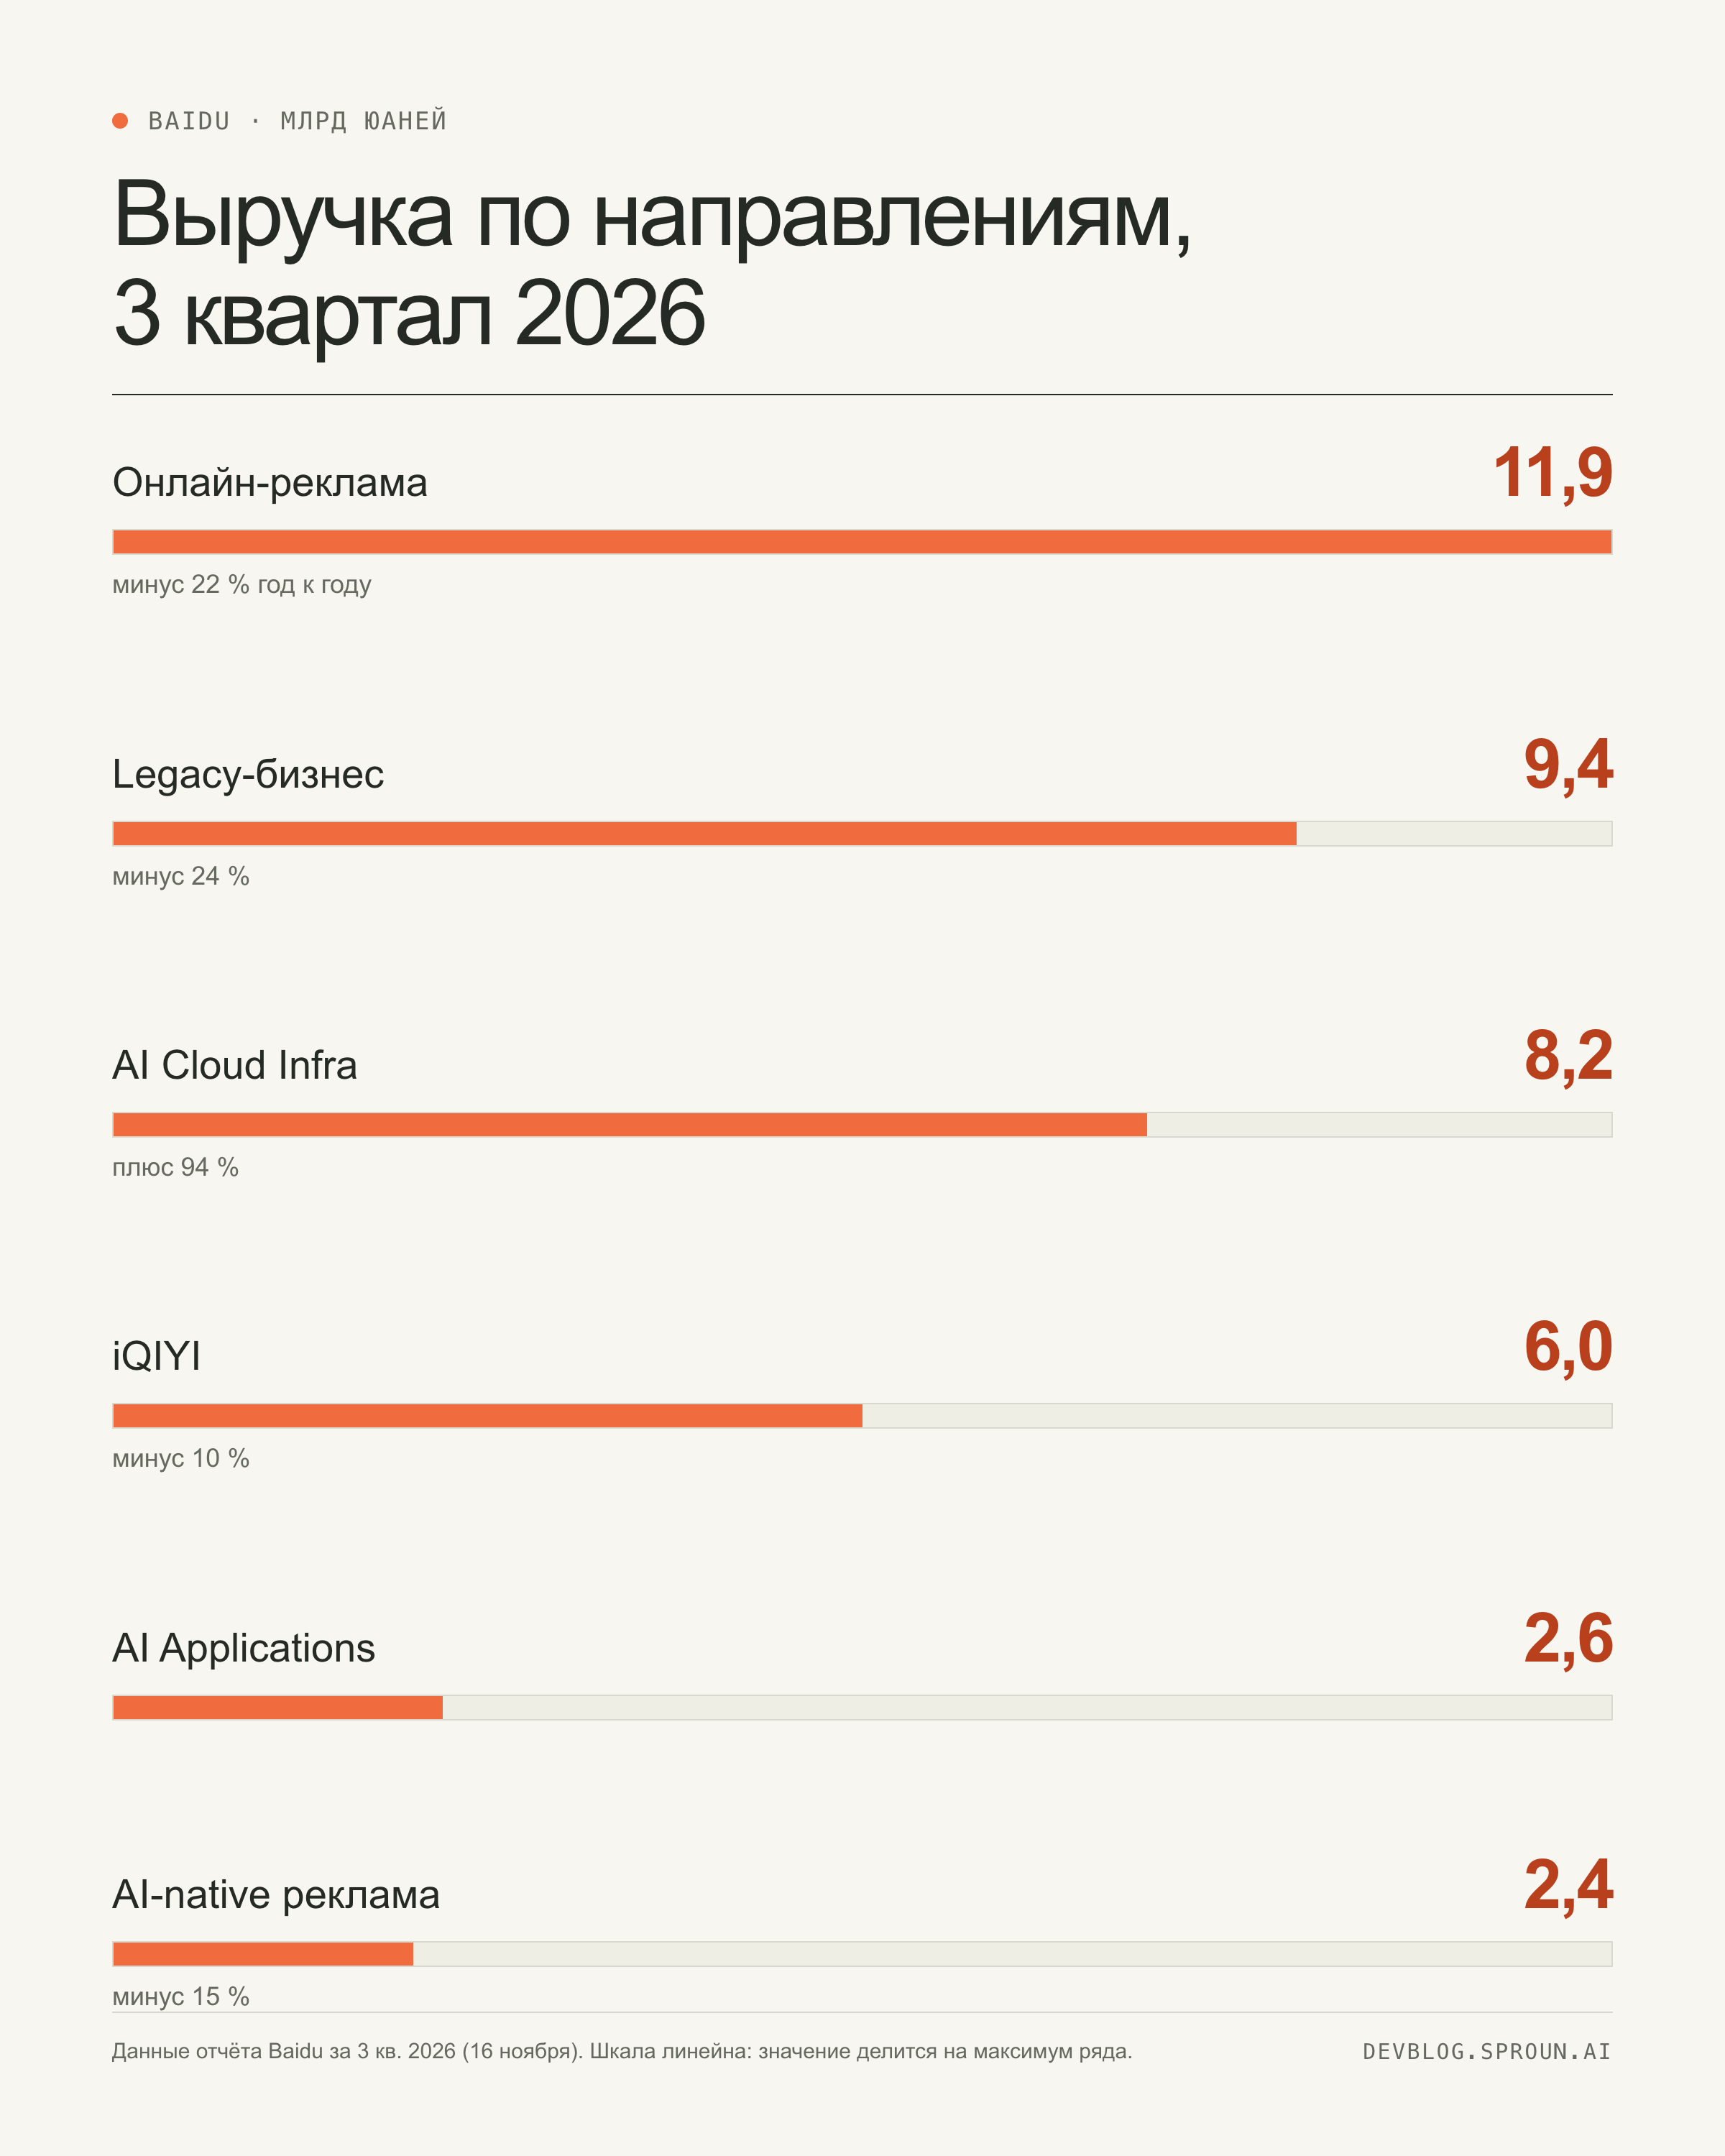 BAIDU · МЛРД ЮАНЕЙ
Выручка по направлениям,
3 квартал 2026
Онлайн-реклама 11,9
минус 22 % год к году
Legacy-бизнес 9,4
минус 24 %
AI Cloud Infra 8,2
плюс 94 %
iQIYI 6,0
минус 10 %
AI Applications 2,6
AI-native реклама 2,4
минус 15 %
Данные отчёта Baidu за 3 кв. 2026 (16 ноября). Шкала линейна: значение делится на максимум ряда. DEVBLOG.SPROUN.AI